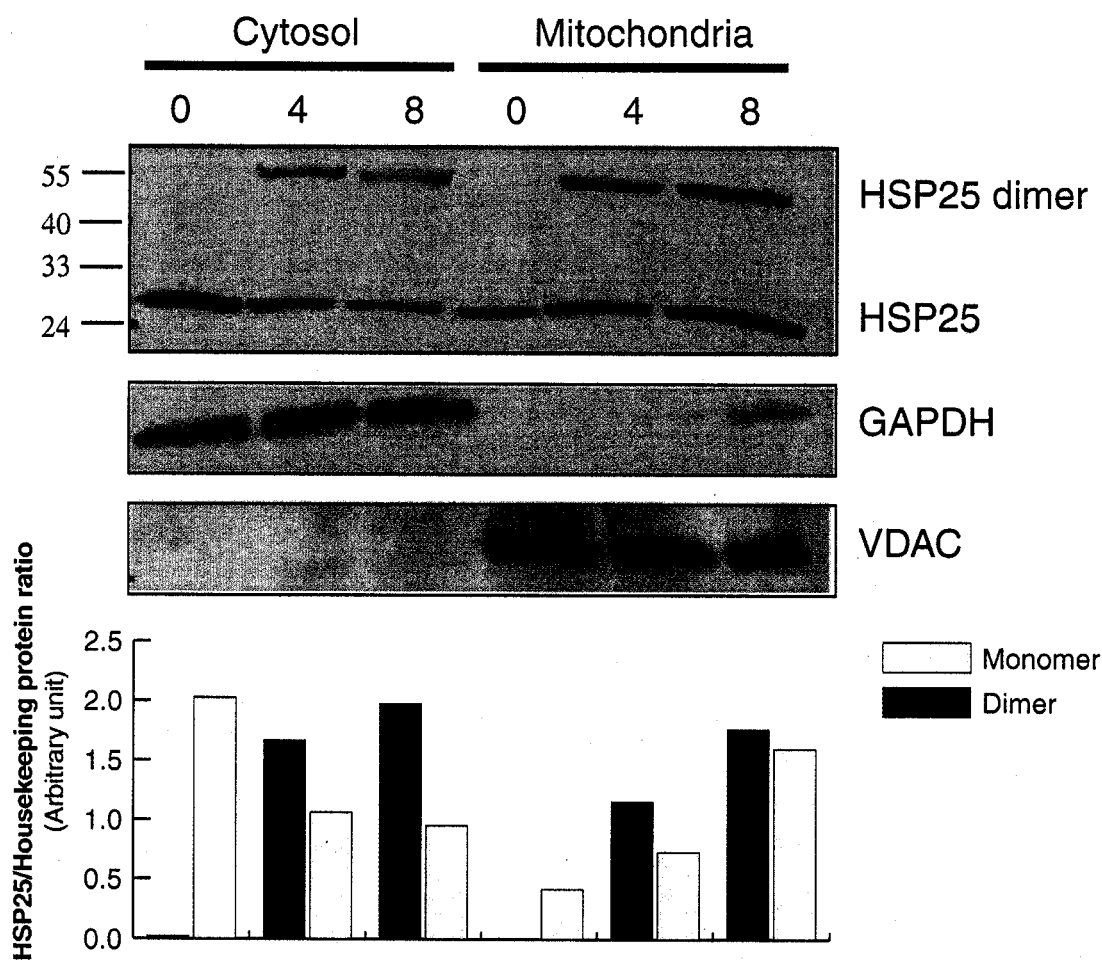 Cytosol Mitochondria
0 4 8 0 4 8
55
40
33
24
HSP25 dimer
HSP25
GAPDH
VDAC
HSP25/Housekeeping protein ratio
(Arbitrary unit)
2.5
2.0
1.5
1.0
0.5
0.0
Monomer
Dimer